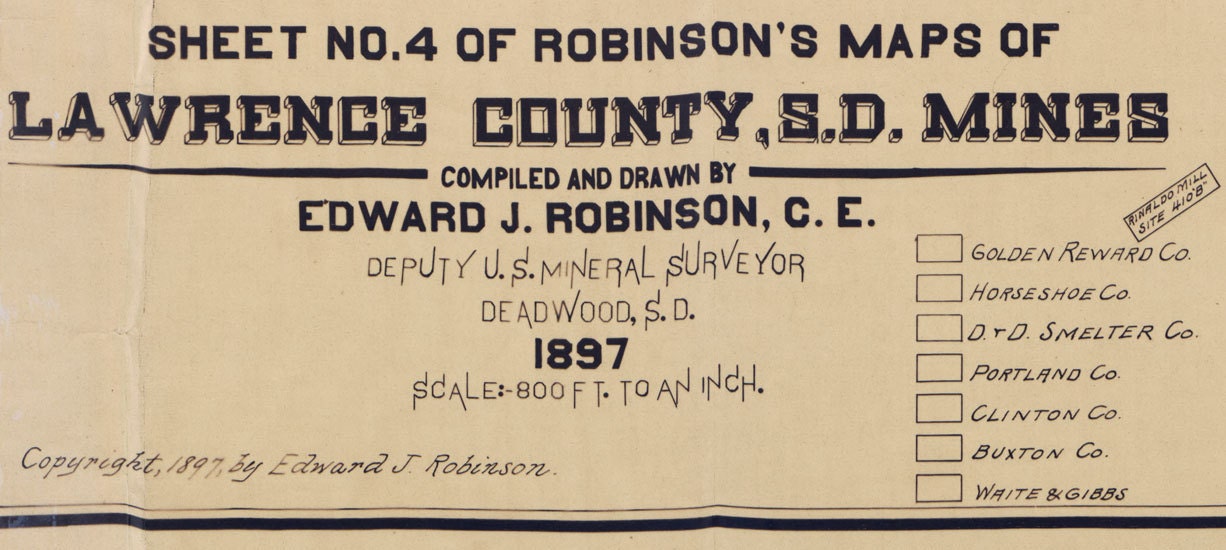 SHEET NO.4 OF ROBINSON'S MAPS OF
LAWRENCE COUNTY, S.D. MINES
COMPILED AND DRAWN BY
EDWARD J. ROBINSON, C. E.
DEPUTY U.S. MINERAL SURVEYOR
DEADWOOD, S.D.
1897
SCALE:-800 FT. TO AN INCH.
Copyright, 1897, by Edward J. Robinson.
RINALDO MILL
SITE 410"B"
GOLDEN REWARD CO.
HORSESHOE CO.
D. & D. SMELTER CO.
PORTLAND CO.
CLINTON CO.
BUXTON CO.
WAITE & GIBBS